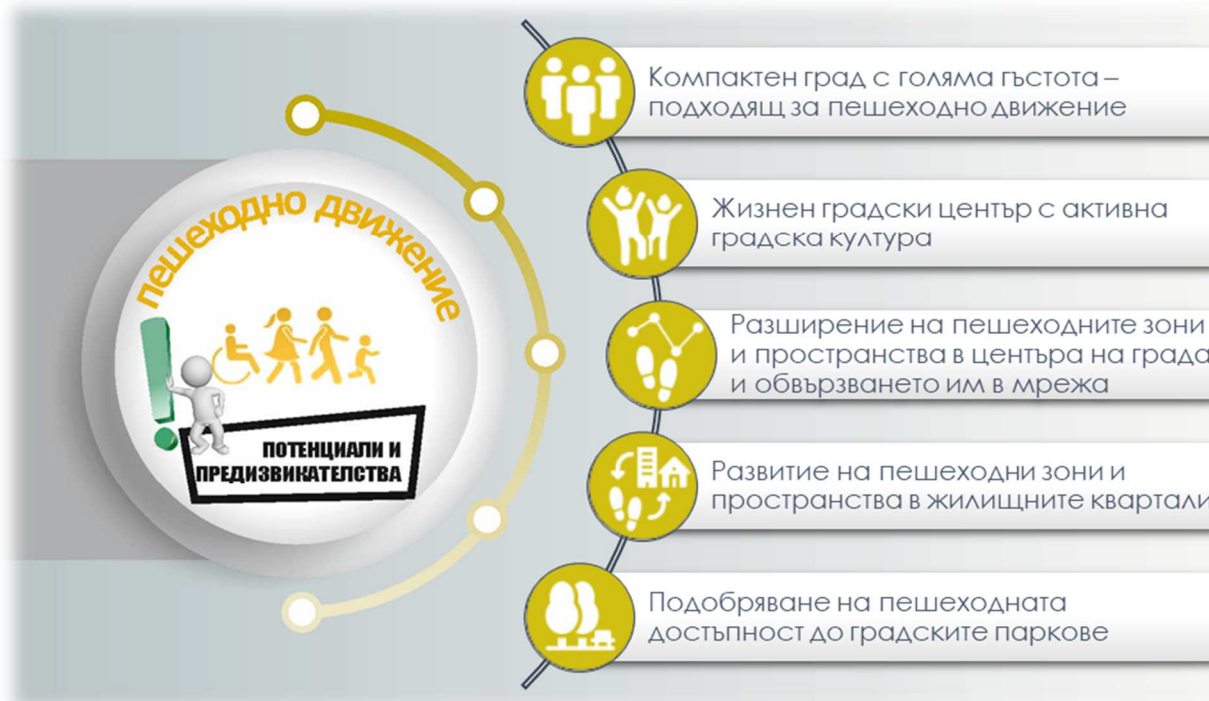 пешеходно движение
ПОТЕНЦИАЛИ И
ПРЕДИЗВИКАТЕЛСТВА
Компактен град с голяма гъстота –
подходящ за пешеходно движение
Жизнен градски център с активна
градска култура
Разширение на пешеходните зони
и пространства в центъра на града
и обвързването им в мрежа
Развитие на пешеходни зони и
пространства в жилищните квартали
Подобряване на пешеходната
достъпност до градските паркове